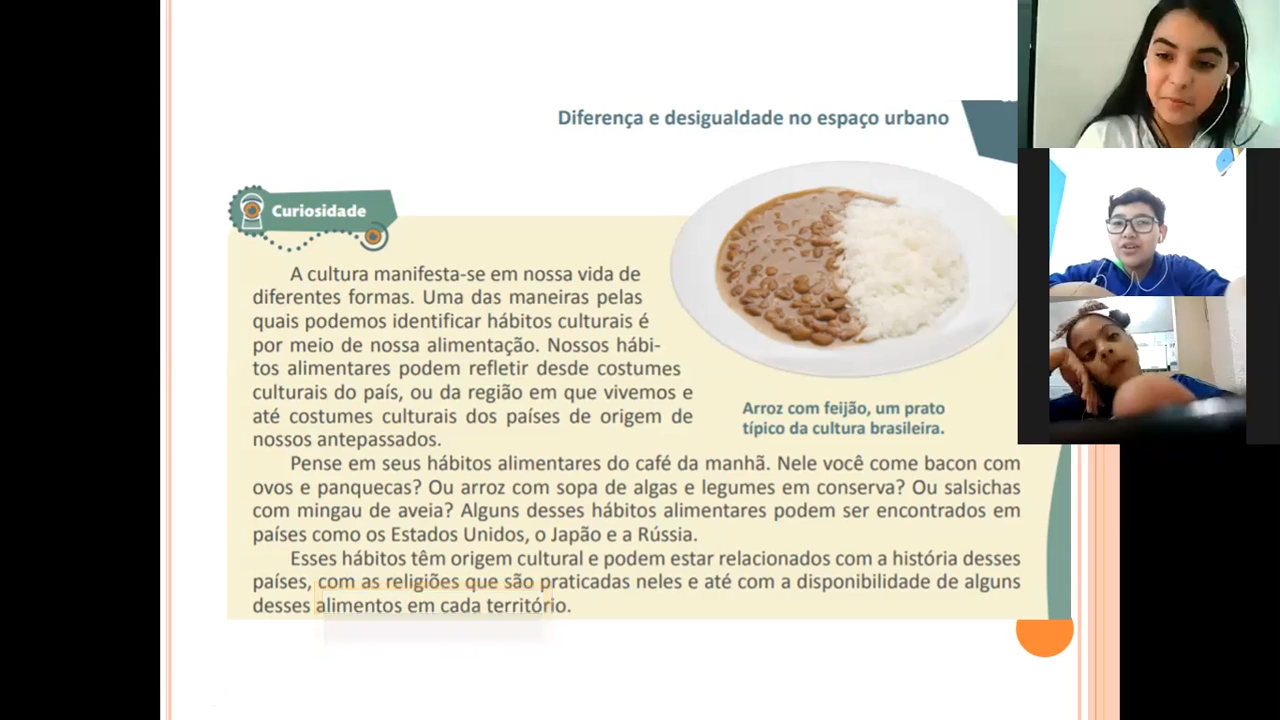 Diferença e desigualdade no espaço urbano
Curiosidade
A cultura manifesta-se em nossa vida de
diferentes formas. Uma das maneiras pelas
quais podemos identificar hábitos culturais é
por meio de nossa alimentação. Nossos hábi-
tos alimentares podem refletir desde costumes
culturais do país, ou da região em que vivemos e
até costumes culturais dos países de origem de
nossos antepassados.
Arroz com feijão, um prato
típico da cultura brasileira.
Pense em seus hábitos alimentares do café da manhã. Nele você come bacon com
ovos e panquecas? Ou arroz com sopa de algas e legumes em conserva? Ou salsichas
com mingau de aveia? Alguns desses hábitos alimentares podem ser encontrados em
países como os Estados Unidos, o Japão e a Rússia.
Esses hábitos têm origem cultural e podem estar relacionados com a história desses
países, com as religiões que são praticadas neles e até com a disponibilidade de alguns
desses alimentos em cada território.